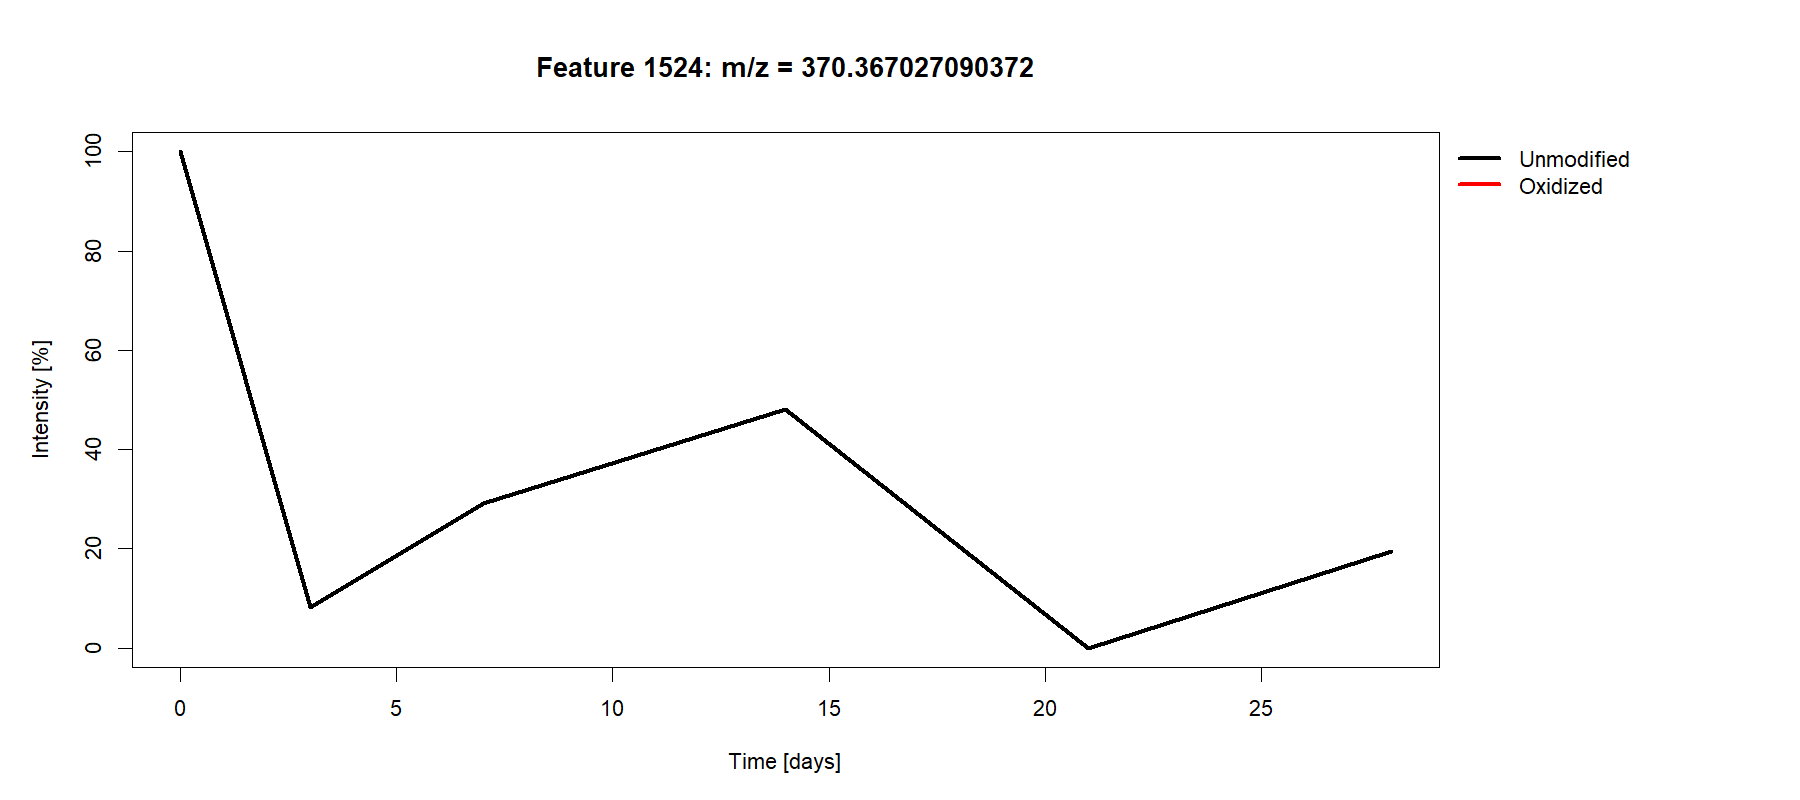 Feature 1524: m/z = 370.367027090372
Unmodified
Oxidized
Intensity [%]
100
80
60
40
20
0
0 5 10 15 20 25
Time [days]